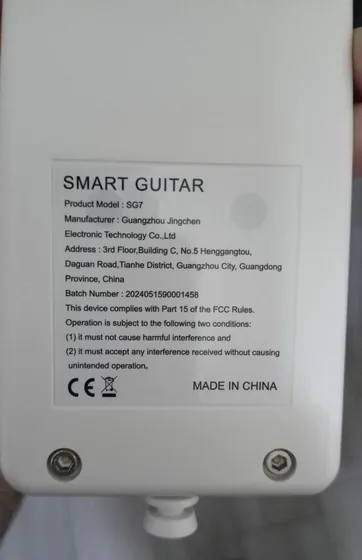 SMART GUITAR
Product Model : SG7
Manufacturer : Guangzhou Jingchen
Electronic Technology Co.,Ltd
Address : 3rd Floor,Building C, No.5 Henggangtou,
Daguan Road,Tianhe District, Guangzhou City, Guangdong
Province, China
Batch Number : 2024051590001458
This device complies with Part 15 of the FCC Rules.
Operation is subject to the following two conditions:
(1) it must not cause harmful interference and
(2) it must accept any interference received without causing
unintended operation.
CE MADE IN CHINA